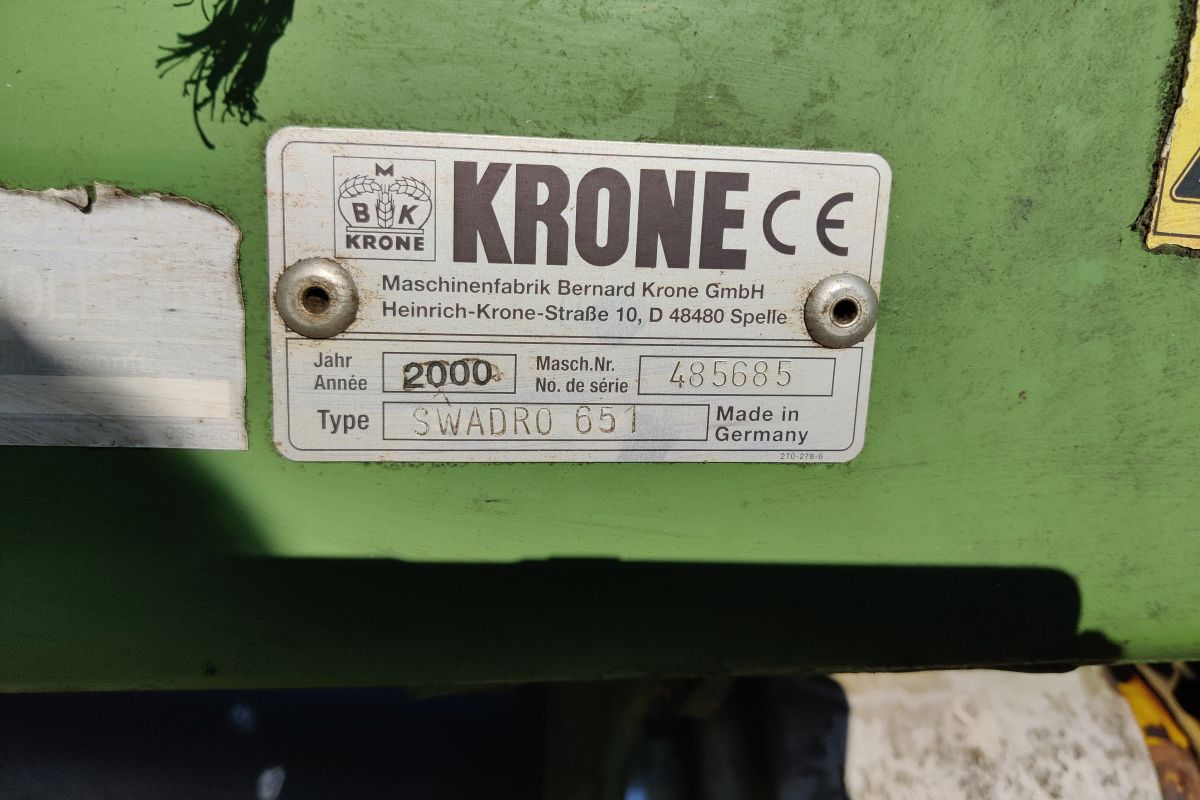 M
B K
KRONE
KRONE CE
Maschinenfabrik Bernard Krone GmbH
Heinrich-Krone-Straße 10, D 48480 Spelle
Jahr
Année
2000
Masch.Nr.
No. de série
485685
Type
SWADRO 651
Made in
Germany
270-278-6